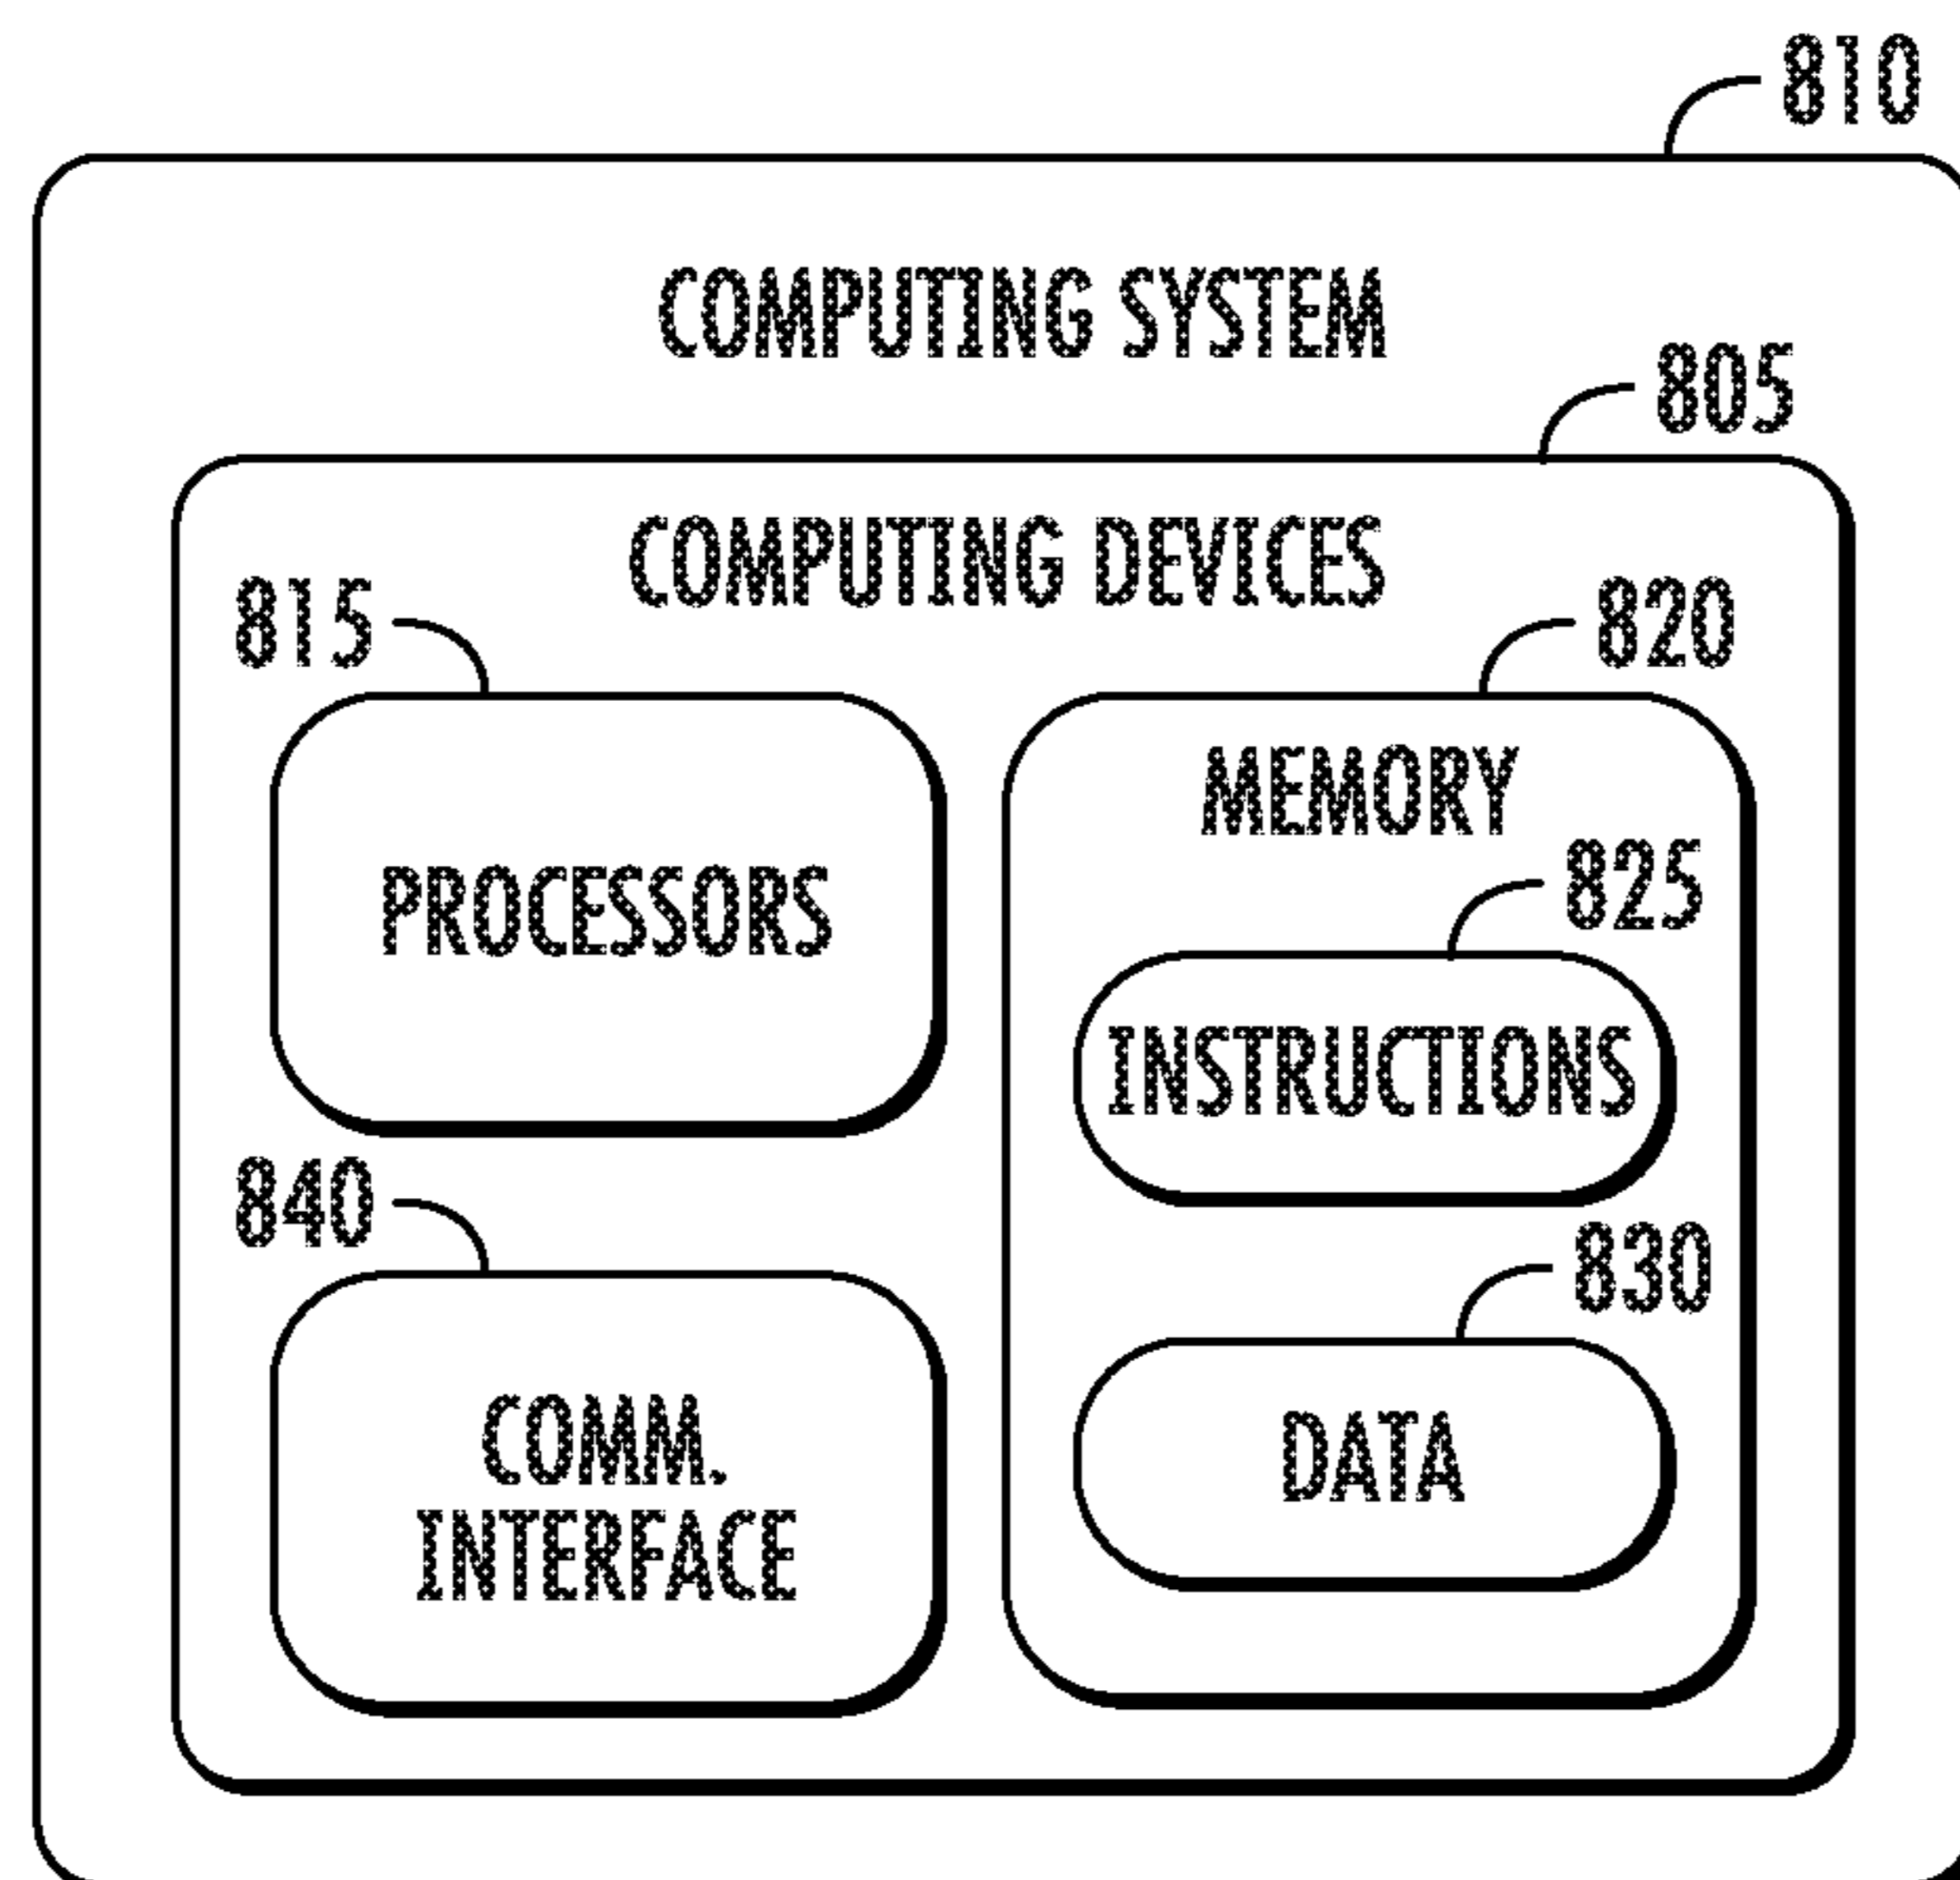 810
COMPUTING SYSTEM
805
COMPUTING DEVICES
815
820
PROCESSORS
MEMORY
825
INSTRUCTIONS
840
830
COMM.
INTERFACE
DATA